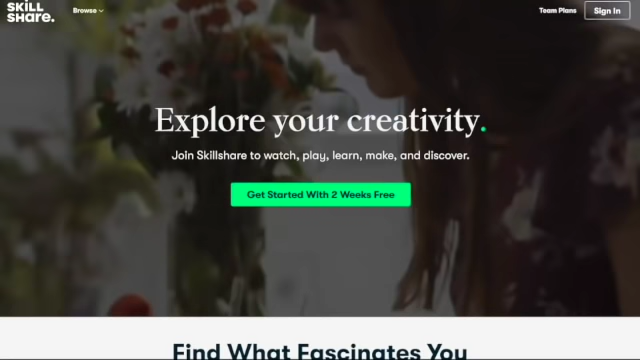 SKILL
SHare.
Browse
Team Plans
Sign In
Explore your creativity.
Join Skillshare to watch, play, learn, make, and discover.
Get Started With 2 Weeks Free
Find What Fascinates You